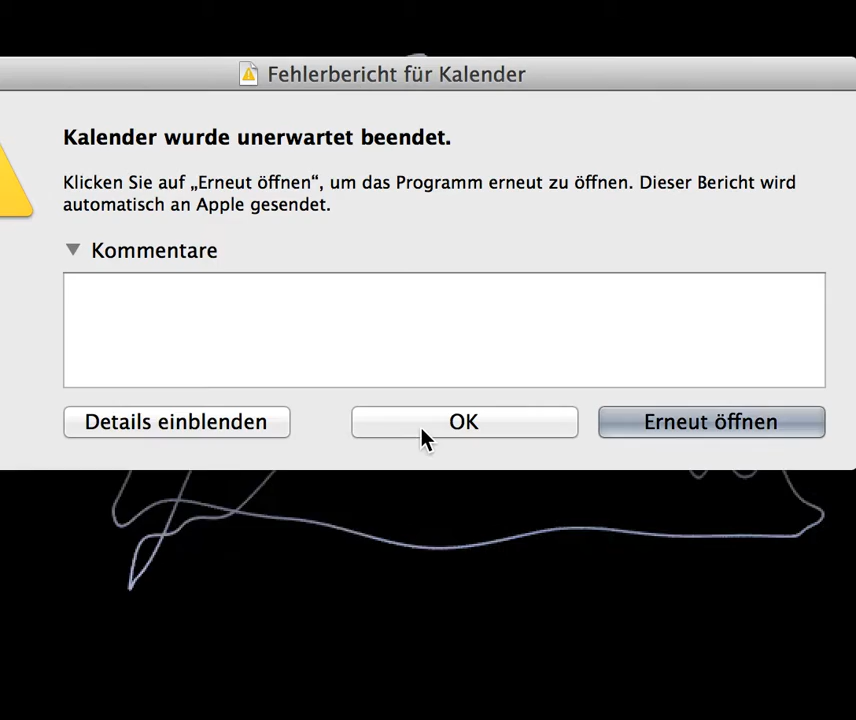 Fehlerbericht für Kalender
Kalender wurde unerwartet beendet.
Klicken Sie auf „Erneut öffnen“, um das Programm erneut zu öffnen. Dieser Bericht wird
automatisch an Apple gesendet.
Kommentare
Details einblenden
OK
Erneut öffnen